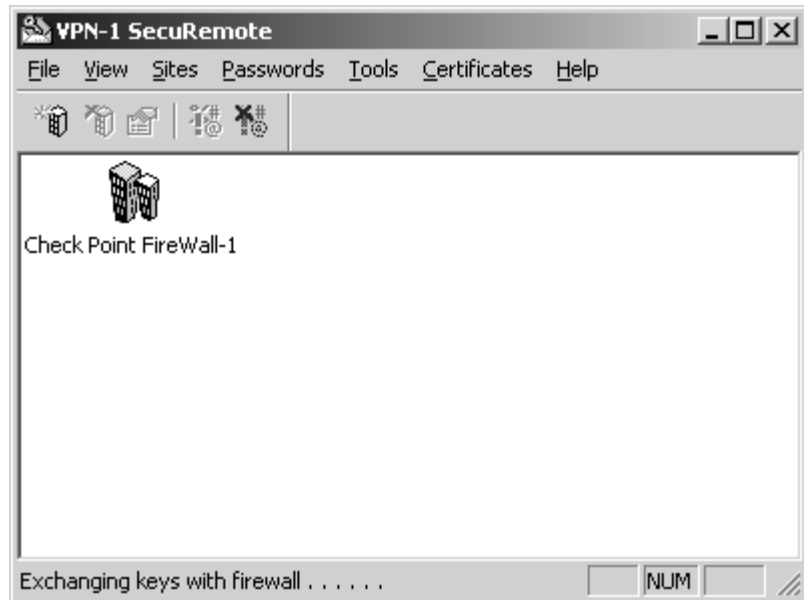 VPN-1 SecuRemote
File View Sites Passwords Tools Certificates Help
Check Point FireWall-1
Exchanging keys with firewall . . . . . . NUM